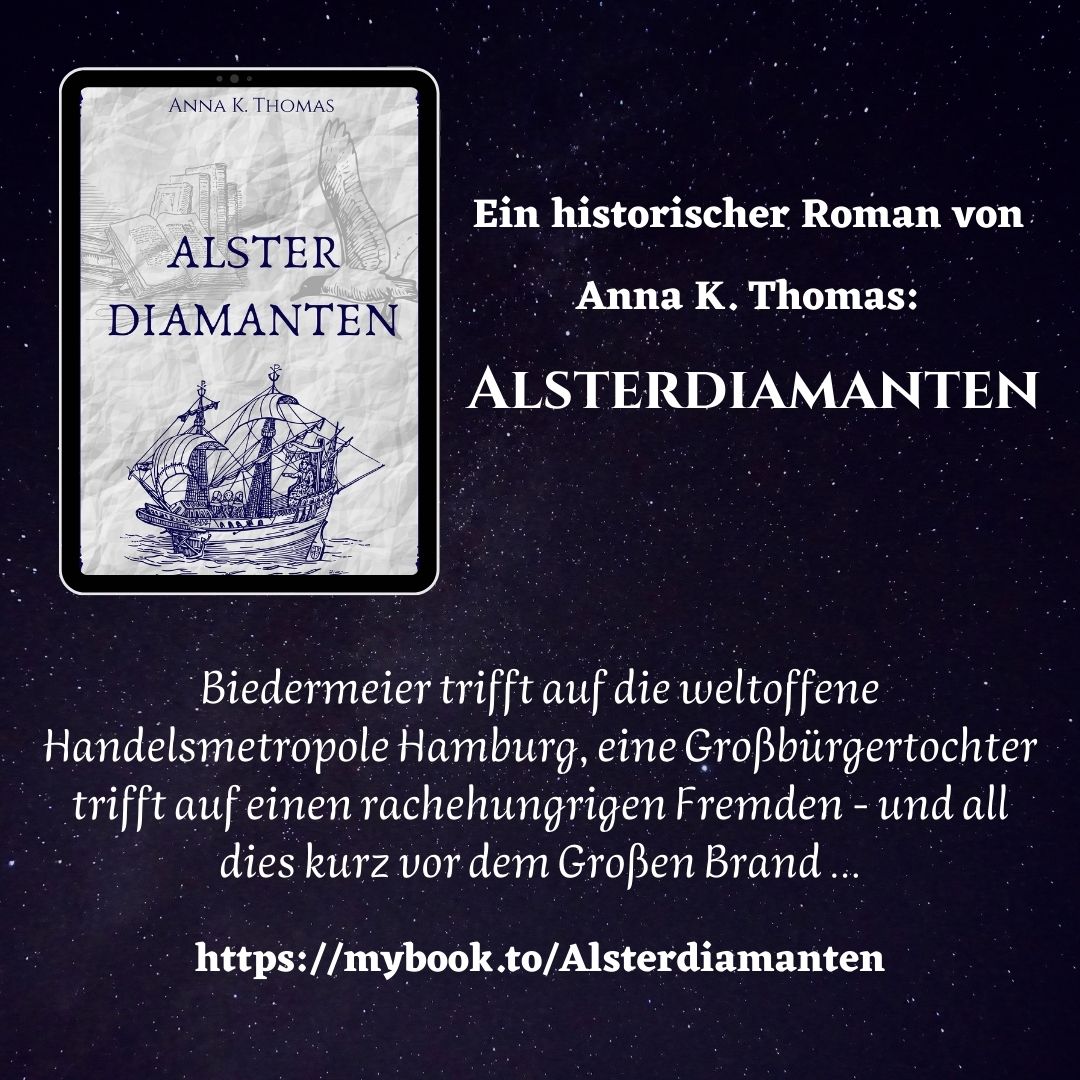 ANNA K. THOMAS
ALSTER
DIAMANTEN
Ein historischer Roman von
Anna K. Thomas:
ALSTERDIAMANTEN
Biedermeier trifft auf die weltoffene
Handelsmetropole Hamburg, eine Großbürgertochter
trifft auf einen rachehungrigen Fremden - und all
dies kurz vor dem Großen Brand ...
https://mybook.to/Alsterdiamanten